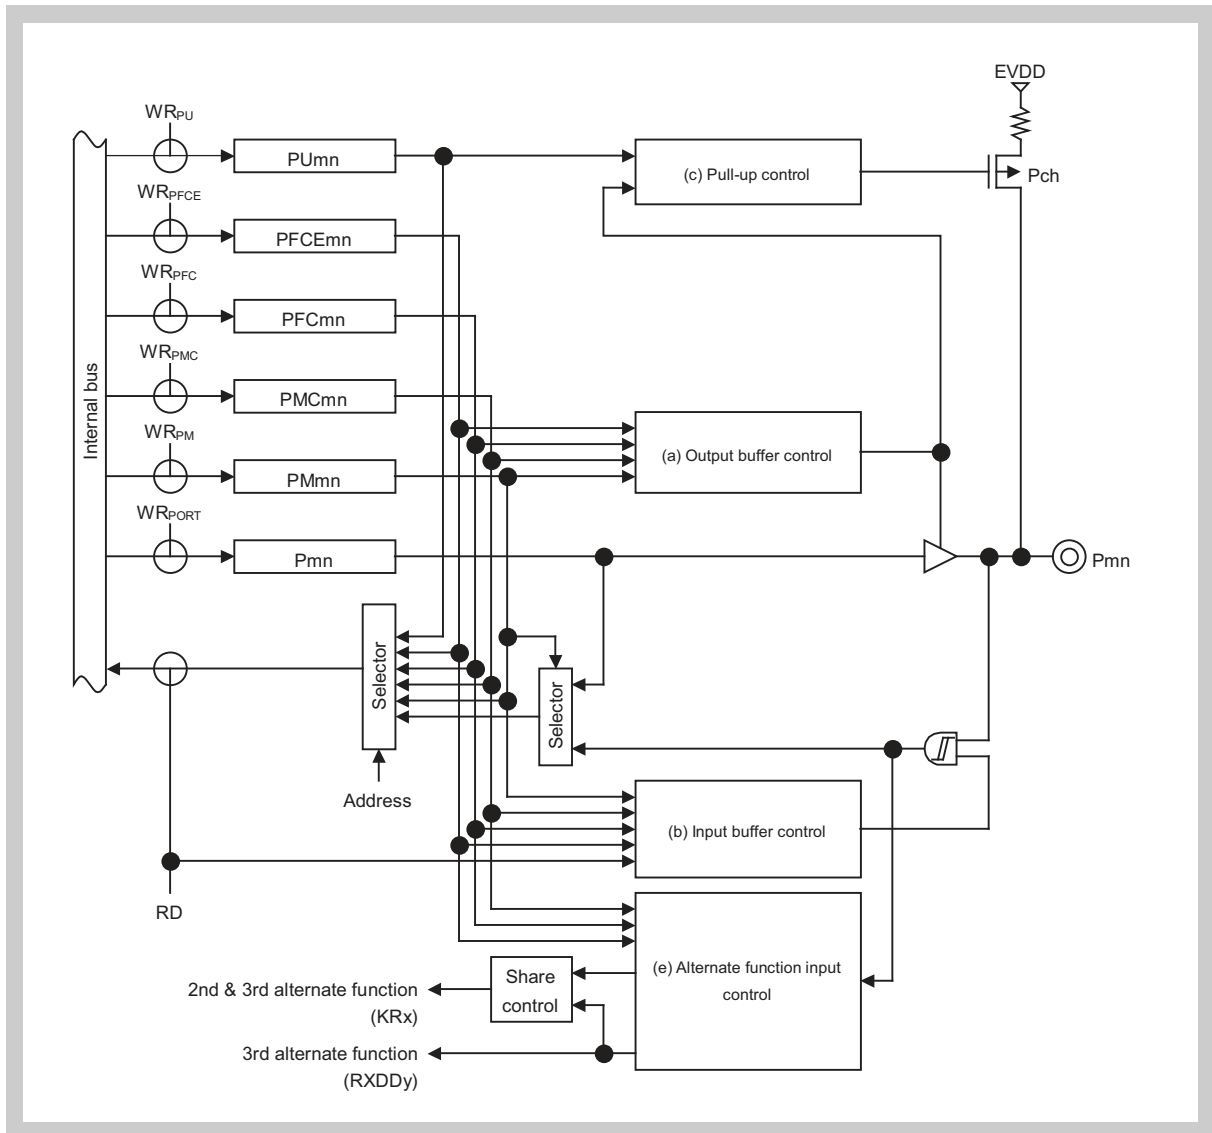 EVDD
WRPU
PUmn
(c) Pull-up control
Pch
WRPFCE
PFCEmn
WRPFC
PFCmn
WRPMC
PMCmn
Internal bus
(a) Output buffer control
WRPM
PMmn
WRPORT
Pmn
Pmn
Selector
Selector
Address
(b) Input buffer control
RD
(e) Alternate function input
control
Share
control
2nd & 3rd alternate function
(KRx)
3rd alternate function
(RXDDy)